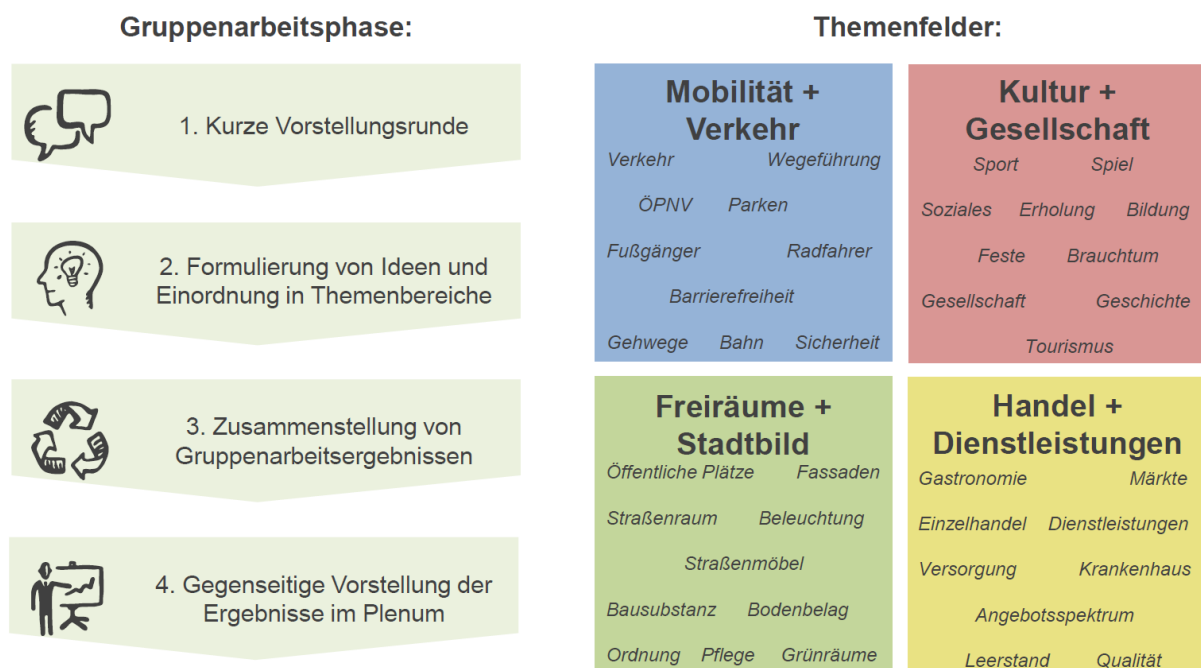 Gruppenarbeitsphase:
1. Kurze Vorstellungsrunde
2. Formulierung von Ideen und
Einordnung in Themenbereiche
3. Zusammenstellung von
Gruppenarbeitsergebnissen
4. Gegenseitige Vorstellung der
Ergebnisse im Plenum
Themenfelder:
Mobilität +
Verkehr
Verkehr Wegeführung
ÖPNV Parken
Fußgänger Radfahrer
Barrierefreiheit
Gehwege Bahn Sicherheit
Kultur +
Gesellschaft
Sport Spiel
Soziales Erholung Bildung
Feste Brauchtum
Gesellschaft Geschichte
Tourismus
Freiräume +
Stadtbild
Öffentliche Plätze Fassaden
Straßenraum Beleuchtung
Straßenmöbel
Bausubstanz Bodenbelag
Ordnung Pflege Grünräume
Handel +
Dienstleistungen
Gastronomie Märkte
Einzelhandel Dienstleistungen
Versorgung Krankenhaus
Angebotsspektrum
Leerstand Qualität